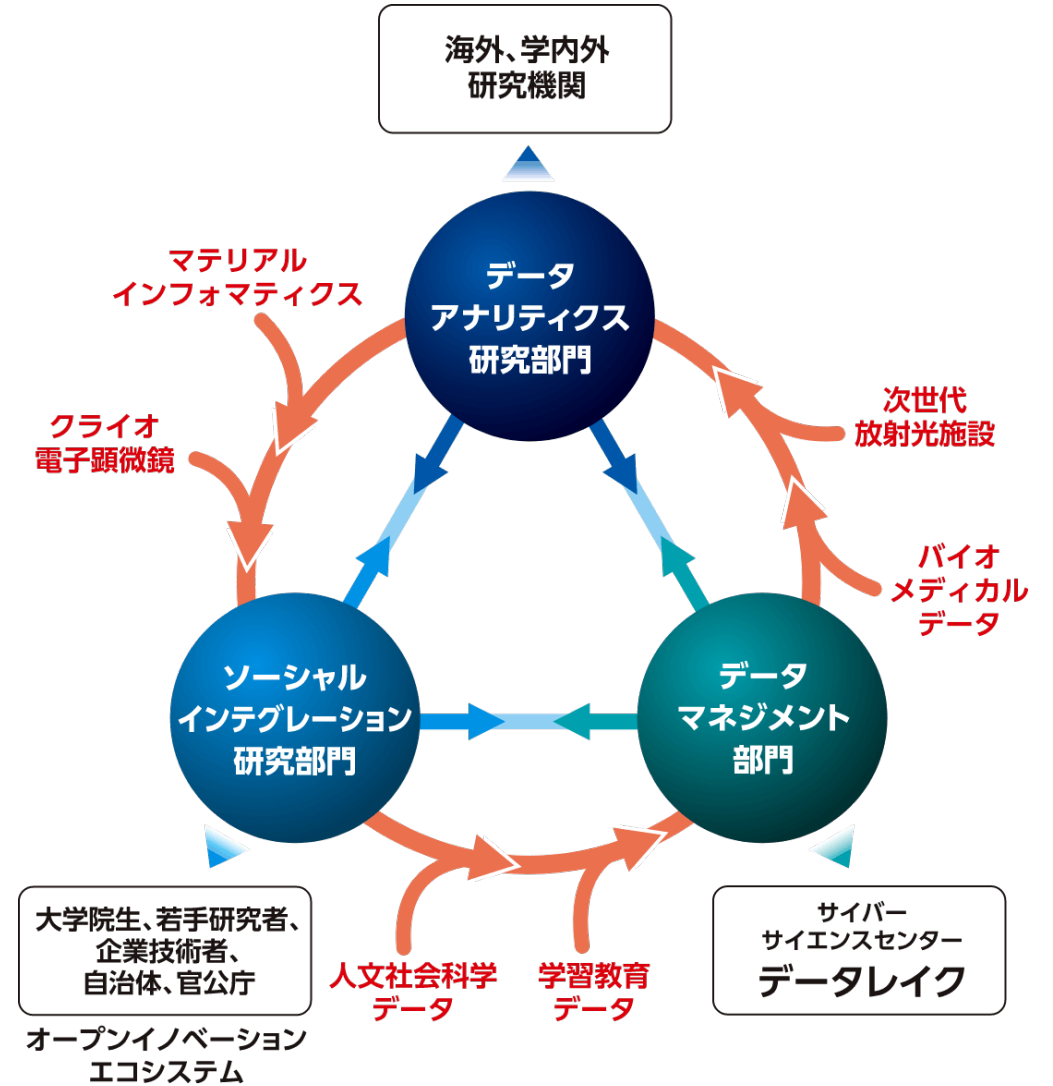 海外、学内外
研究機関
データ
アナリティクス
研究部門
マテリアル
インフォマティクス
クライオ
電子顕微鏡
次世代
放射光施設
バイオ
メディカル
データ
ソーシャル
インテグレーション
研究部門
データ
マネジメント
部門
大学院生、若手研究者、
企業技術者、
自治体、官公庁
オープンイノベーション
エコシステム
人文社会科学
データ
学習教育
データ
サイバー
サイエンスセンター
データレイク